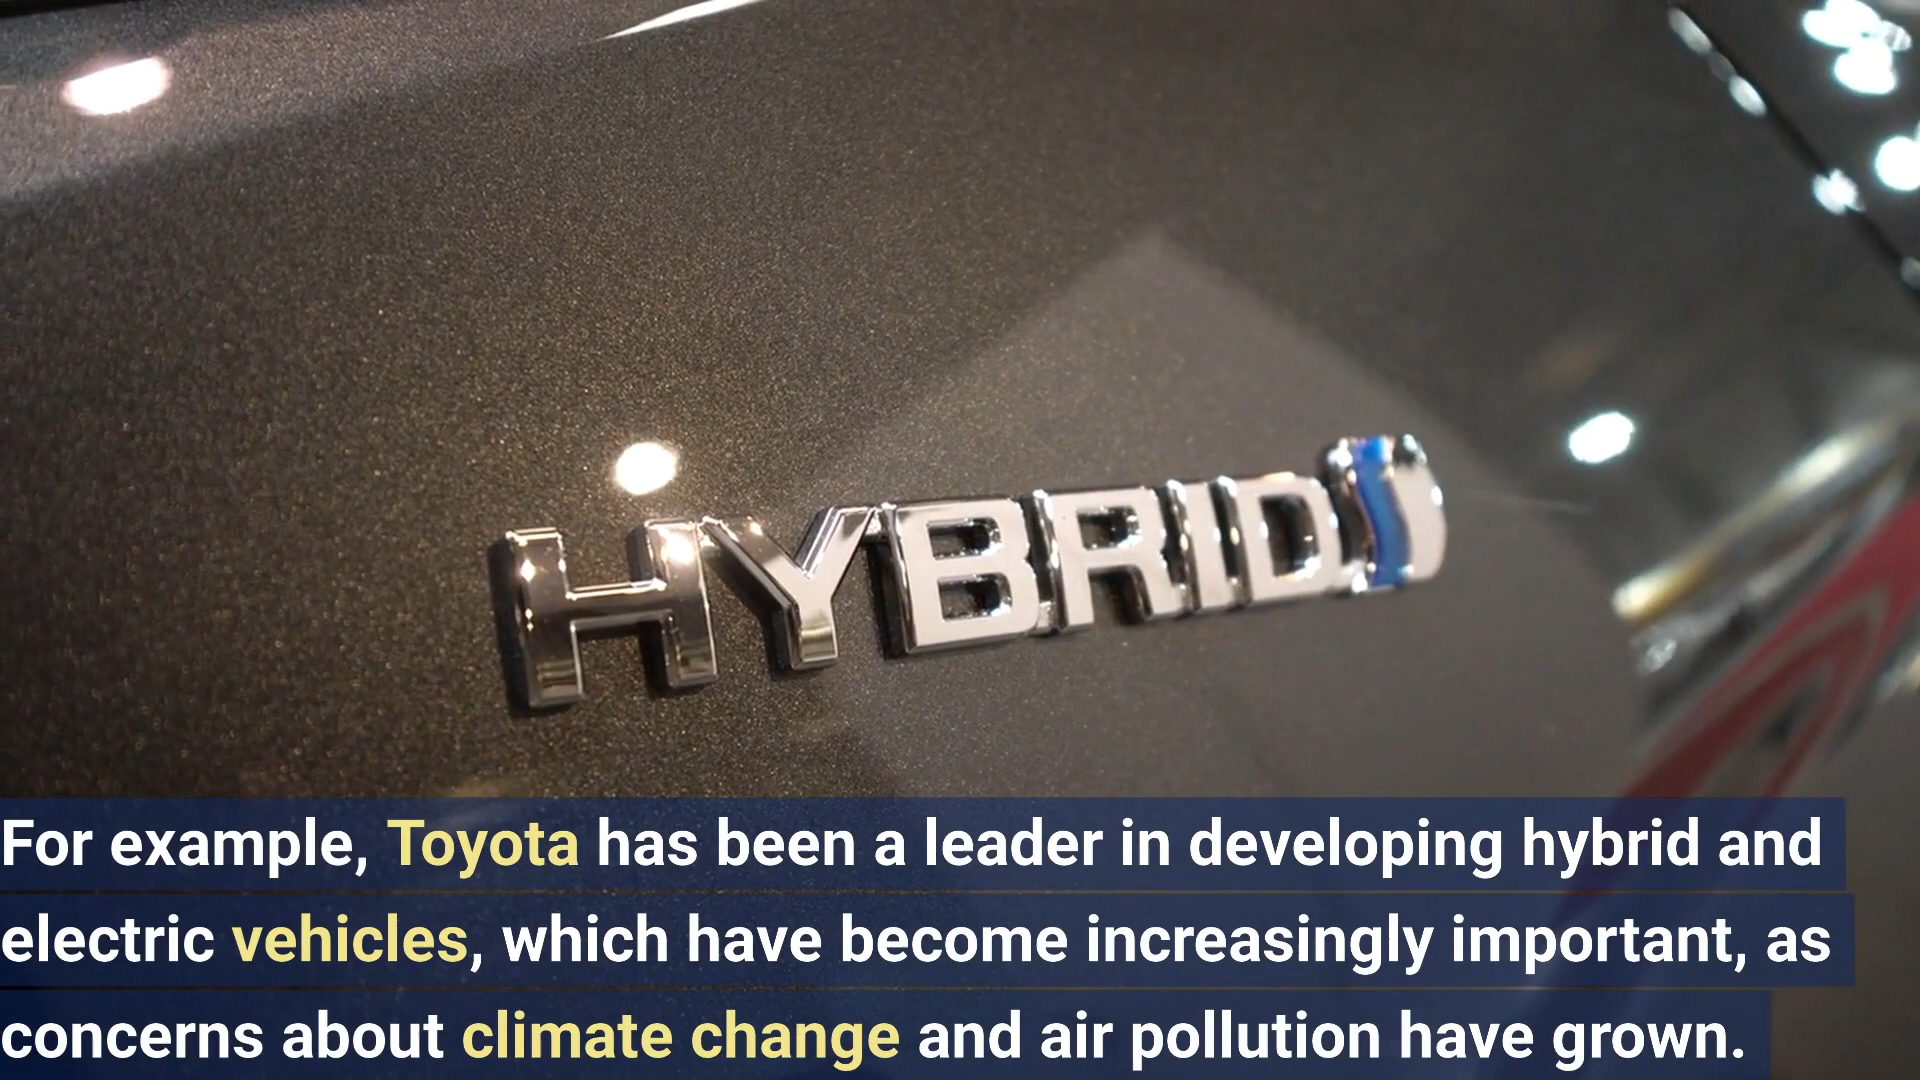 HYBRID
For example, Toyota has been a leader in developing hybrid and
electric vehicles, which have become increasingly important, as
concerns about climate change and air pollution have grown.